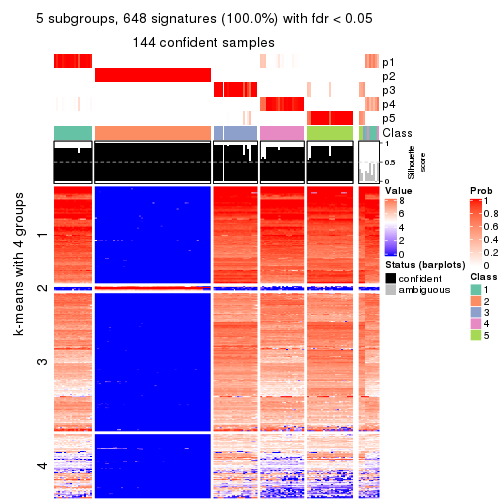 5 subgroups, 648 signatures (100.0%) with fdr < 0.05
144 confident samples
p1
p2
p3
p4
p5
Class
1
0.5
0
Silhouette
score
k-means with 4 groups
1
2
3
4
Value
8
6
4
2
0
Status (barplots)
confident
ambiguous
Prob
1
0.8
0.6
0.4
0.2
0
Class
1
2
3
4
5